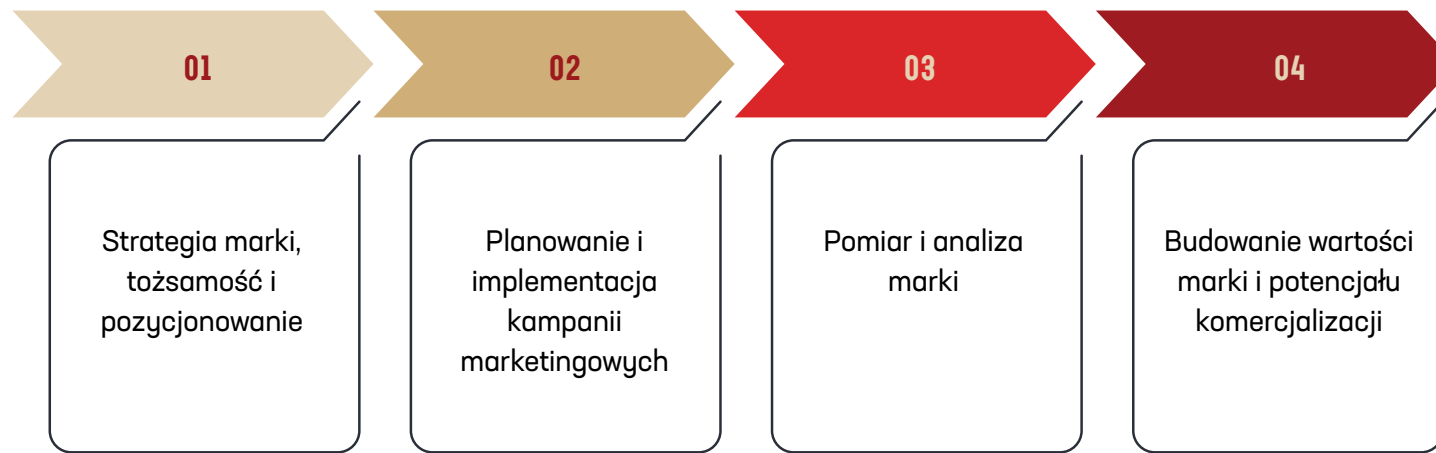 01
Strategia marki,
tożsamość i
pozycjonowanie
02
Planowanie i
implementacja
kampanii
marketingowych
03
Pomiar i analiza
marki
04
Budowanie wartości
marki i potencjału
komercjalizacji